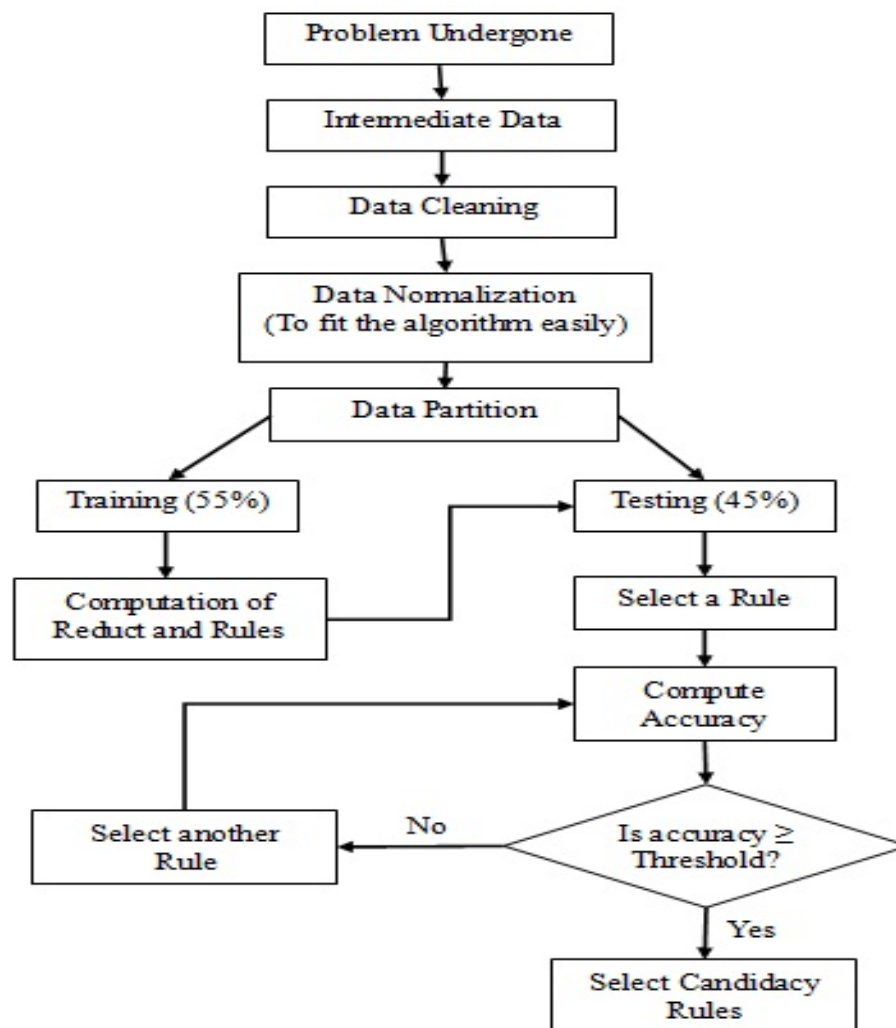 Problem Undergone
Intermediate Data
Data Cleaning
Data Normalization
(To fit the algorithm easily)
Data Partition
Training (55%)
Testing (45%)
Computation of
Reduct and Rules
Select a Rule
Compute
Accuracy
Is accuracy ≥
Threshold?
No
Select another
Rule
Yes
Select Candidacy
Rules